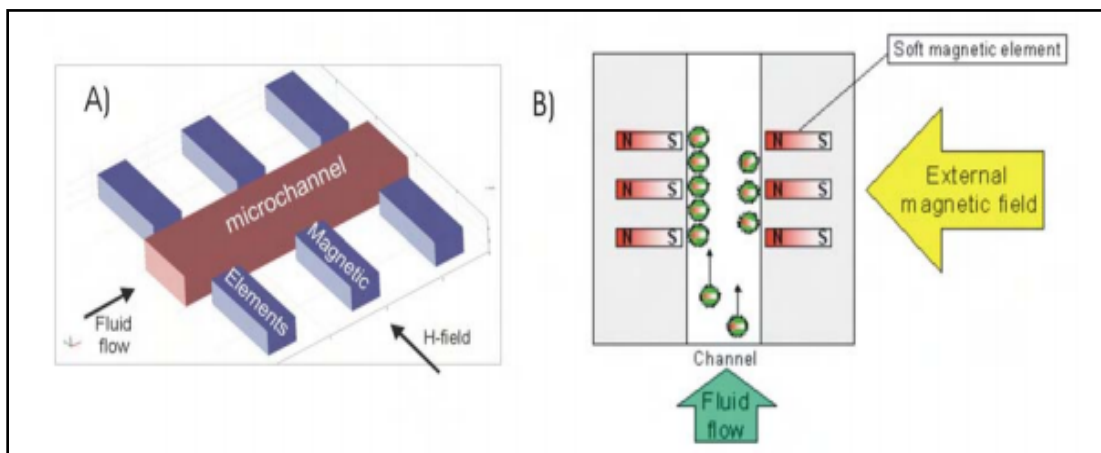 A)
microchannel
Magnetic
Elements
Fluid
flow
H-field
B)
Soft magnetic element
N S
N S
N S
N S
N S
N S
External
magnetic field
Channel
Fluid
flow